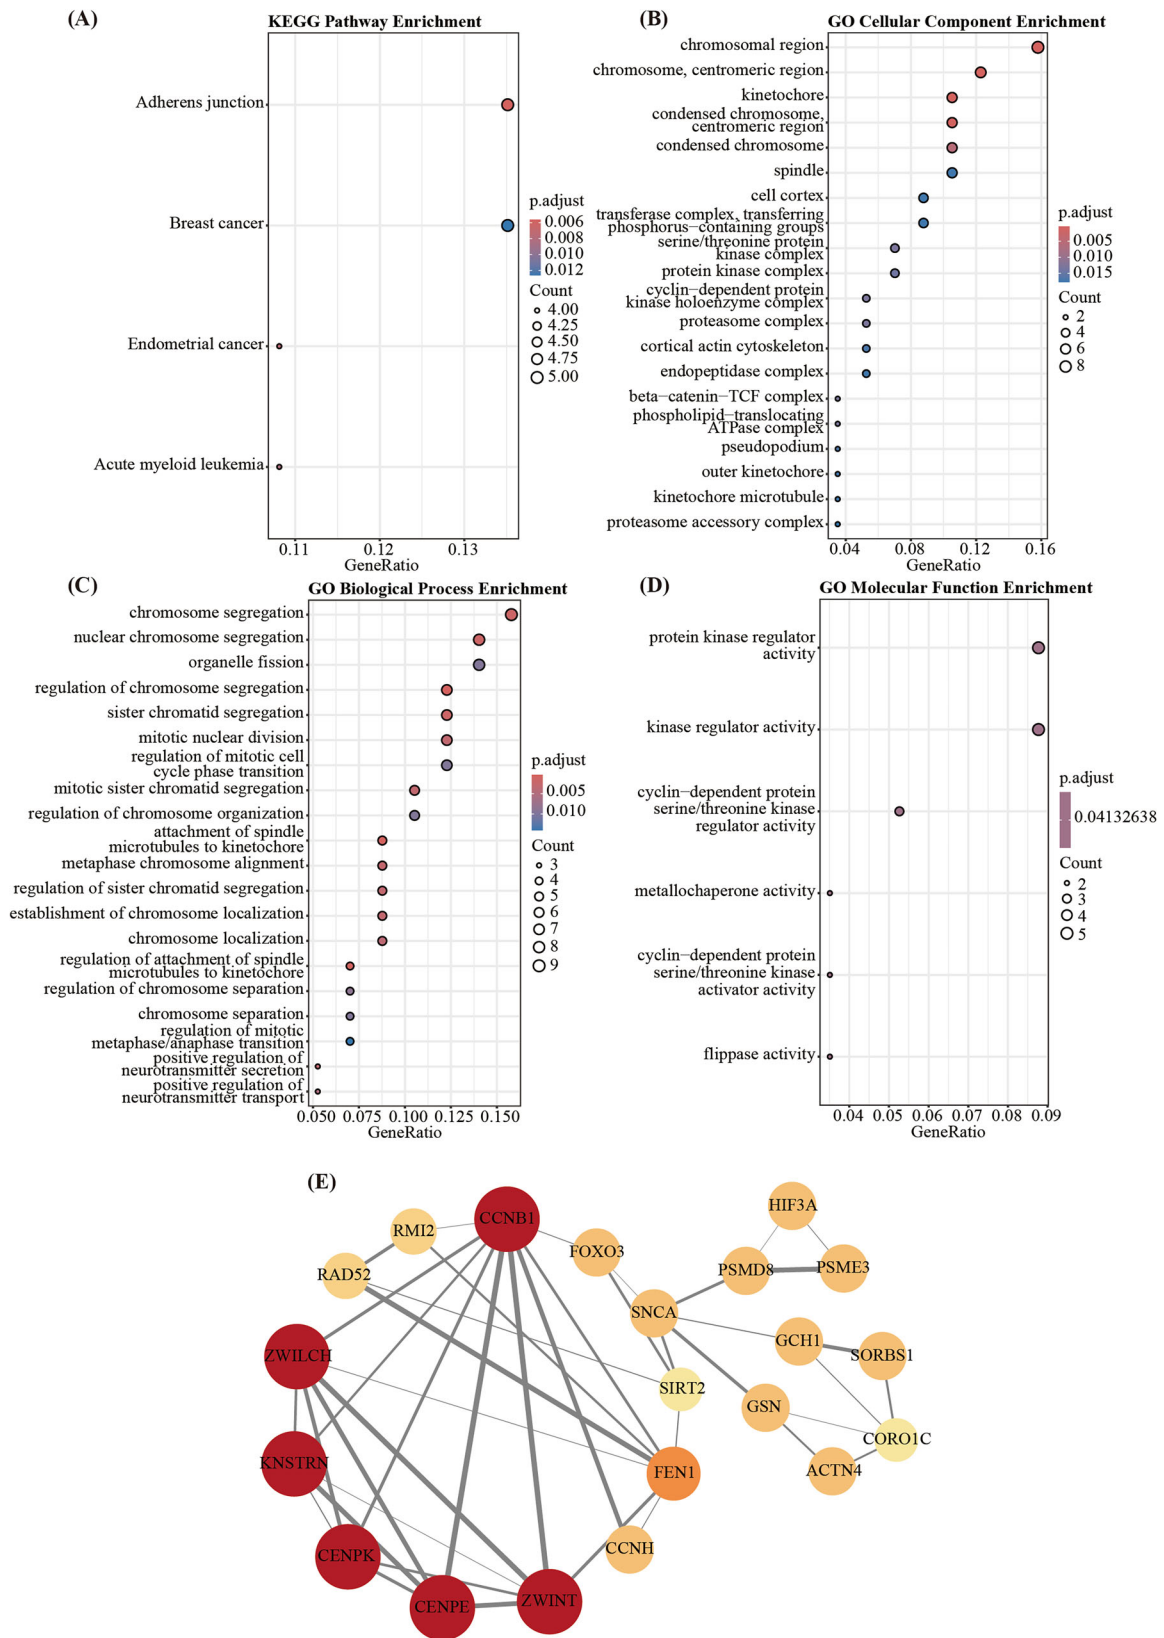 (A)
KEGG Pathway Enrichment
Adherens junction
Breast cancer
Endometrial cancer
Acute myeloid leukemia
0.11
0.12
0.13
GeneRatio
p.adjust
0.006
0.008
0.010
0.012
Count
4.00
4.25
4.50
4.75
5.00
(B)
GO Cellular Component Enrichment
chromosomal region
chromosome, centromeric region
kinetochore
condensed chromosome,
centromeric region
condensed chromosome
spindle
cell cortex
transferase complex, transferring
phosphorus−containing groups
serine/threonine protein
kinase complex
protein kinase complex
cyclin−dependent protein
kinase holoenzyme complex
proteasome complex
cortical actin cytoskeleton
endopeptidase complex
beta−catenin−TCF complex
phospholipid−translocating
ATPase complex
pseudopodium
outer kinetochore
kinetochore microtubule
proteasome accessory complex
0.04
0.08
0.12
0.16
GeneRatio
p.adjust
0.005
0.010
0.015
Count
2
4
6
8
(C)
GO Biological Process Enrichment
chromosome segregation
nuclear chromosome segregation
organelle fission
regulation of chromosome segregation
sister chromatid segregation
mitotic nuclear division
regulation of mitotic cell
cycle phase transition
mitotic sister chromatid segregation
regulation of chromosome organization
attachment of spindle
microtubules to kinetochore
metaphase chromosome alignment
regulation of sister chromatid segregation
establishment of chromosome localization
chromosome localization
regulation of attachment of spindle
microtubules to kinetochore
regulation of chromosome separation
chromosome separation
regulation of mitotic
metaphase/anaphase transition
positive regulation of
neurotransmitter secretion
positive regulation of
neurotransmitter transport
0.050
0.075
0.100
0.125
0.150
GeneRatio
p.adjust
0.005
0.010
Count
3
4
5
6
7
8
9
(D)
GO Molecular Function Enrichment
protein kinase regulator
activity
kinase regulator activity
cyclin−dependent protein
serine/threonine kinase
regulator activity
metallochaperone activity
cyclin−dependent protein
serine/threonine kinase
activator activity
flippase activity
0.04
0.05
0.06
0.07
0.08
0.09
GeneRatio
p.adjust
0.04132638
Count
2
3
4
5
(E)
CCNB1
RMI2
RAD52
ZWILCH
KNSTRN
CENPK
CENPE
ZWINT
CCNH
FEN1
SIRT2
FOXO3
SNCA
HIF3A
PSMD8
PSME3
GCH1
SORBS1
GSN
CORO1C
ACTN4